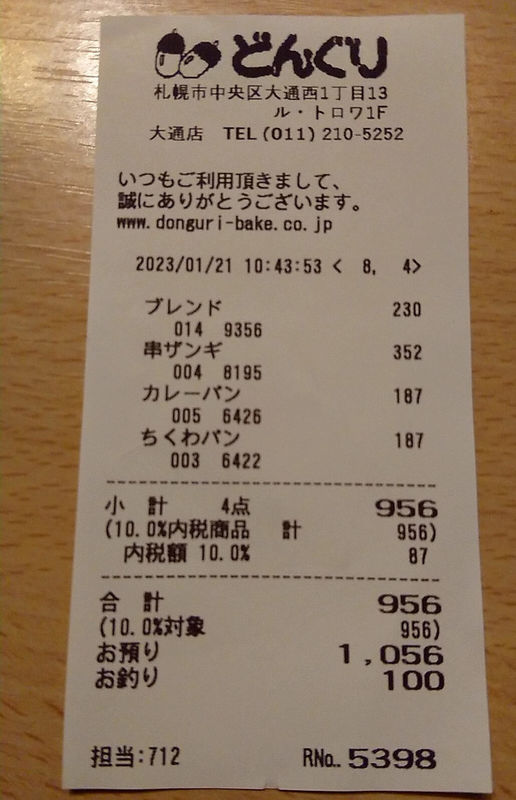 どんぐり
札幌市中央区大通西1丁目13
ル・トロワ1F
大通店 TEL(011)210-5252
いつもご利用頂きまして、
誠にありがとうございます。
www.donguri-bake.co.jp
2023/01/21 10:43:53 < 8, 4>
ブレンド 230
014 9356
串ザンギ 352
004 8195
カレーパン 187
005 6426
ちくわパン 187
003 6422
小 計 4点 956
(10.0%内税商品 計 956)
内税額 10.0% 87
合 計 956
(10.0%対象 956)
お預り 1,056
お釣り 100
担当:712 RNo.. 5398